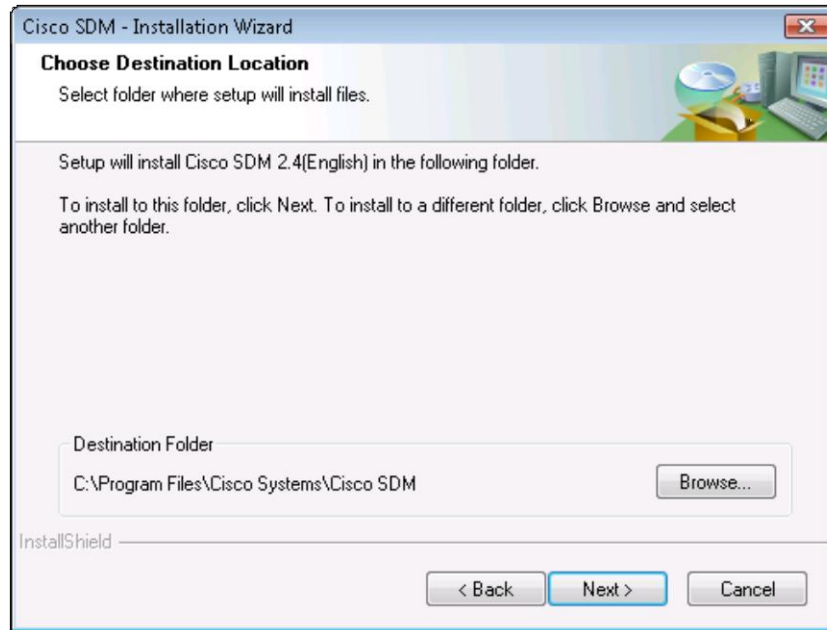 Cisco SDM - Installation Wizard
Choose Destination Location
Select folder where setup will install files.
Setup will install Cisco SDM 2.4(English) in the following folder.
To install to this folder, click Next. To install to a different folder, click Browse and select
another folder.
Destination Folder
C:\Program Files\Cisco Systems\Cisco SDM
Browse...
InstallShield
< Back
Next >
Cancel